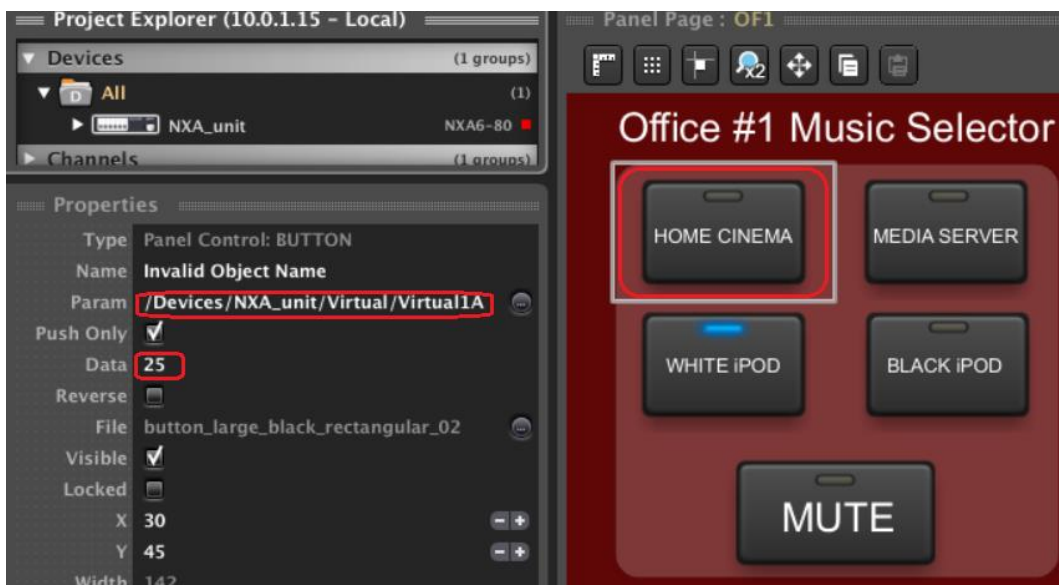 Project Explorer (10.0.1.15 – Local)
Devices (1 groups)
D All (1)
NXA_unit NXA6-80
Channels (1 groups)
Properties
Type Panel Control: BUTTON
Name Invalid Object Name
Param /Devices/NXA_unit/Virtual/Virtual1A
Push Only
Data 25
Reverse
File button_large_black_rectangular_02
Visible
Locked
X 30
Y 45
Width 142
Panel Page : OF1
x2
Office #1 Music Selector
HOME CINEMA
MEDIA SERVER
WHITE iPOD
BLACK iPOD
MUTE